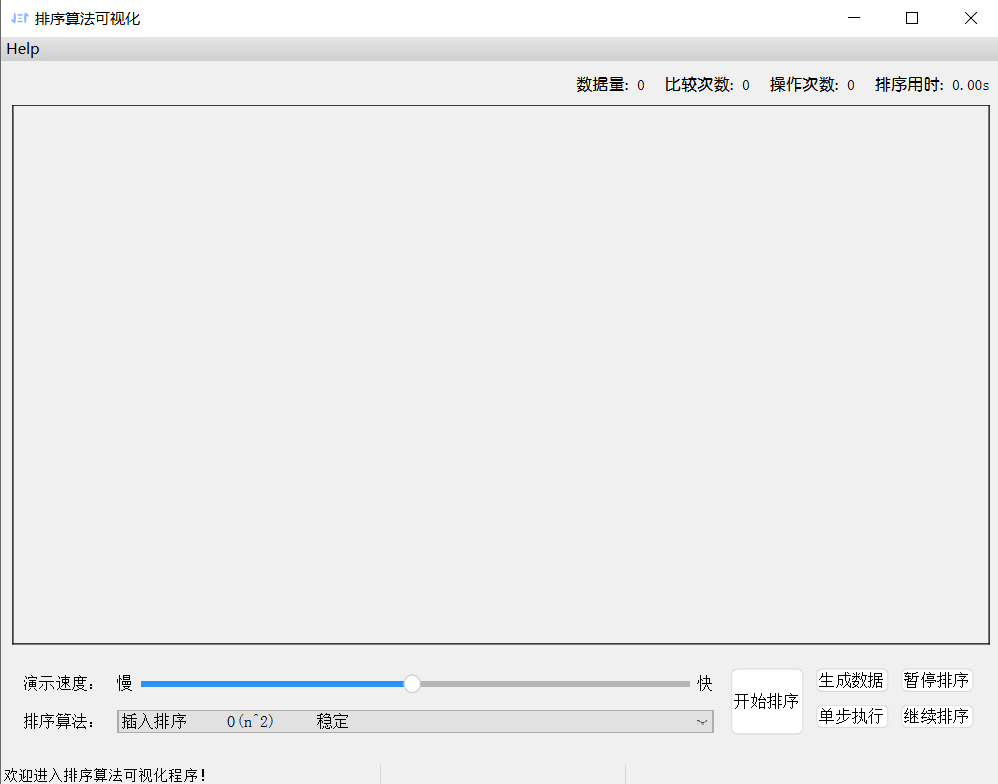 排序算法可视化
Help
数据量: 0 比较次数: 0 操作次数: 0 排序用时: 0.00s
演示速度: 慢 快
排序算法: 插入排序 O(n^2) 稳定
开始排序
生成数据 暂停排序
单步执行 继续排序
欢迎进入排序算法可视化程序!